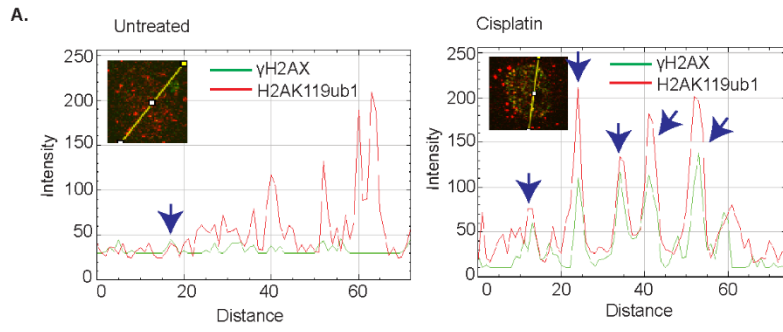 A.
Untreated
250
200
150
100
50
0
Intensity
γH2AX
H2AK119ub1
0 20 40 60
Distance
Cisplatin
250
200
150
100
50
0
Intensity
γH2AX
H2AK119ub1
0 20 40 60
Distance